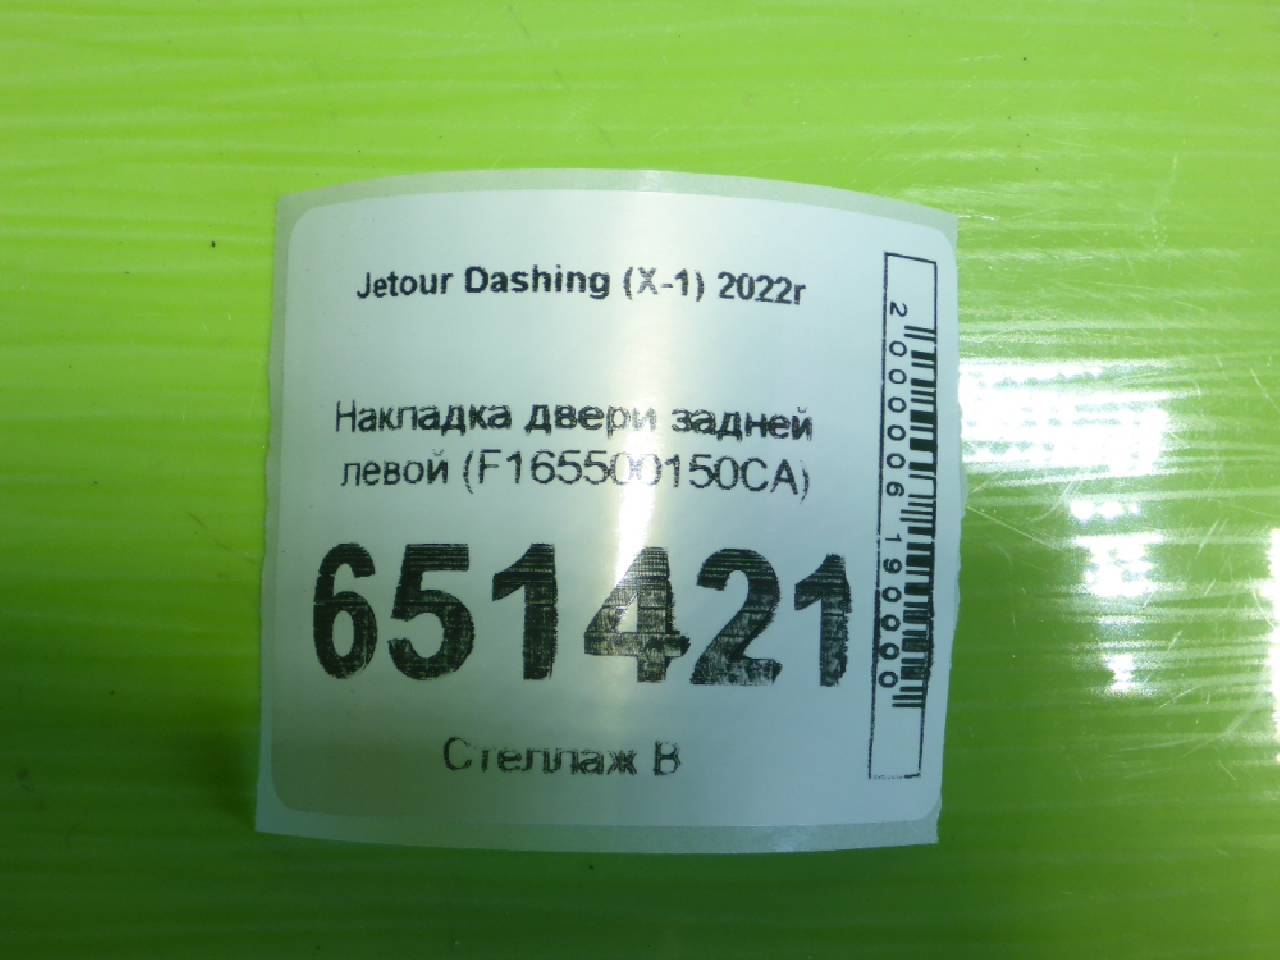 Jetour Dashing (X-1) 2022г
Накладка двери задней
левой (F165500150CA)
651421
Стеллаж В
2000006190000